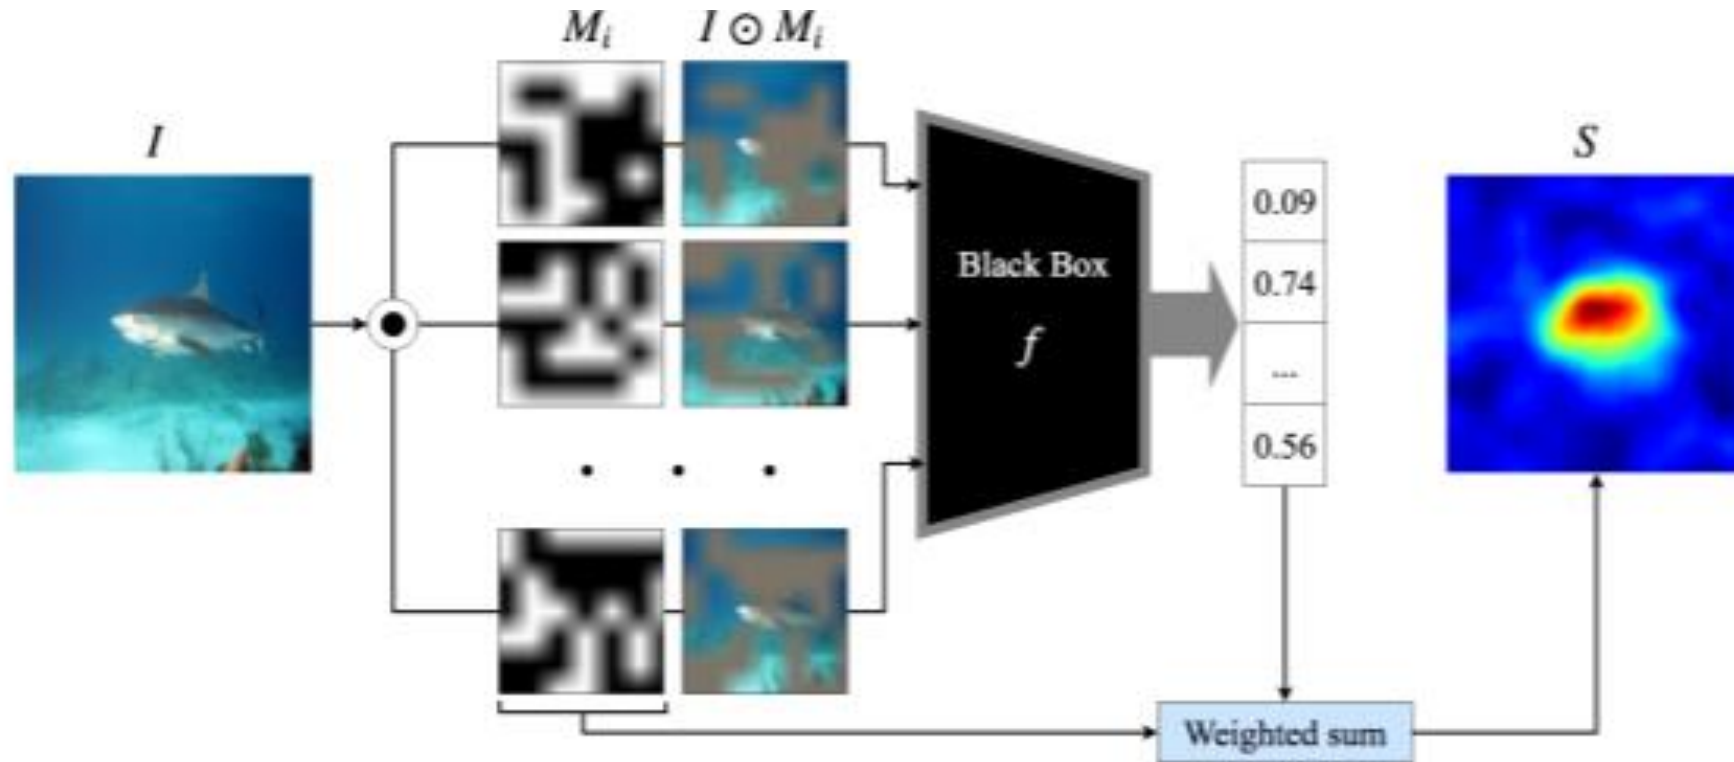 M_i
I ⊙ M_i
I
Black Box
f
0.09
0.74
...
0.56
S
Weighted sum